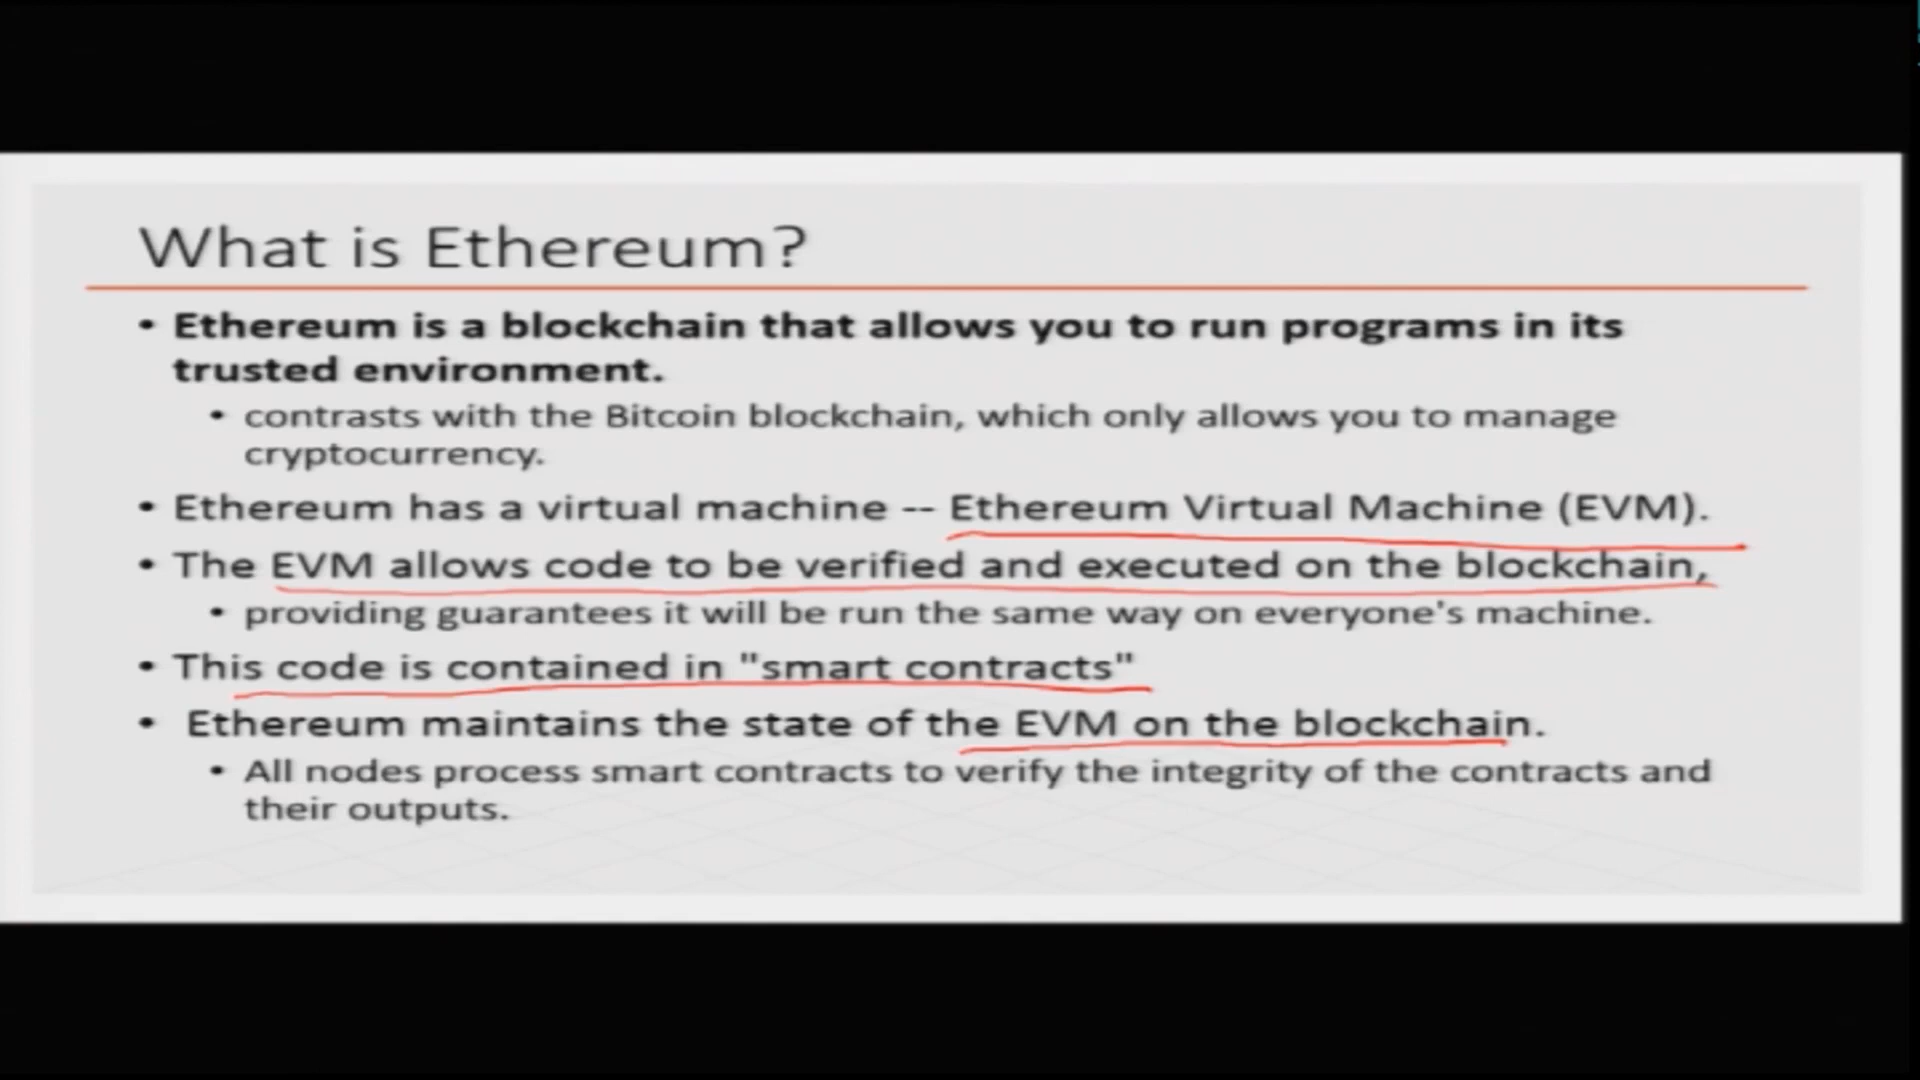 What is Ethereum?
• Ethereum is a blockchain that allows you to run programs in its
trusted environment.
• contrasts with the Bitcoin blockchain, which only allows you to manage
cryptocurrency.
• Ethereum has a virtual machine -- Ethereum Virtual Machine (EVM).
• The EVM allows code to be verified and executed on the blockchain,
• providing guarantees it will be run the same way on everyone's machine.
• This code is contained in "smart contracts"
• Ethereum maintains the state of the EVM on the blockchain.
• All nodes process smart contracts to verify the integrity of the contracts and
their outputs.